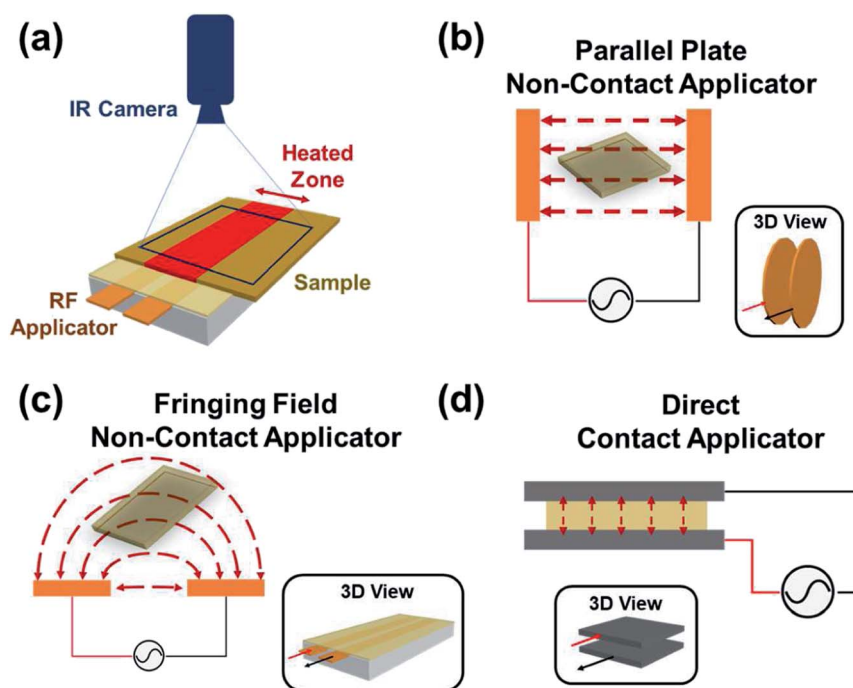 (a)
IR Camera
Heated
Zone
Sample
RF
Applicator
(b)
Parallel Plate
Non-Contact Applicator
3D View
(c)
Fringing Field
Non-Contact Applicator
3D View
(d)
Direct
Contact Applicator
3D View